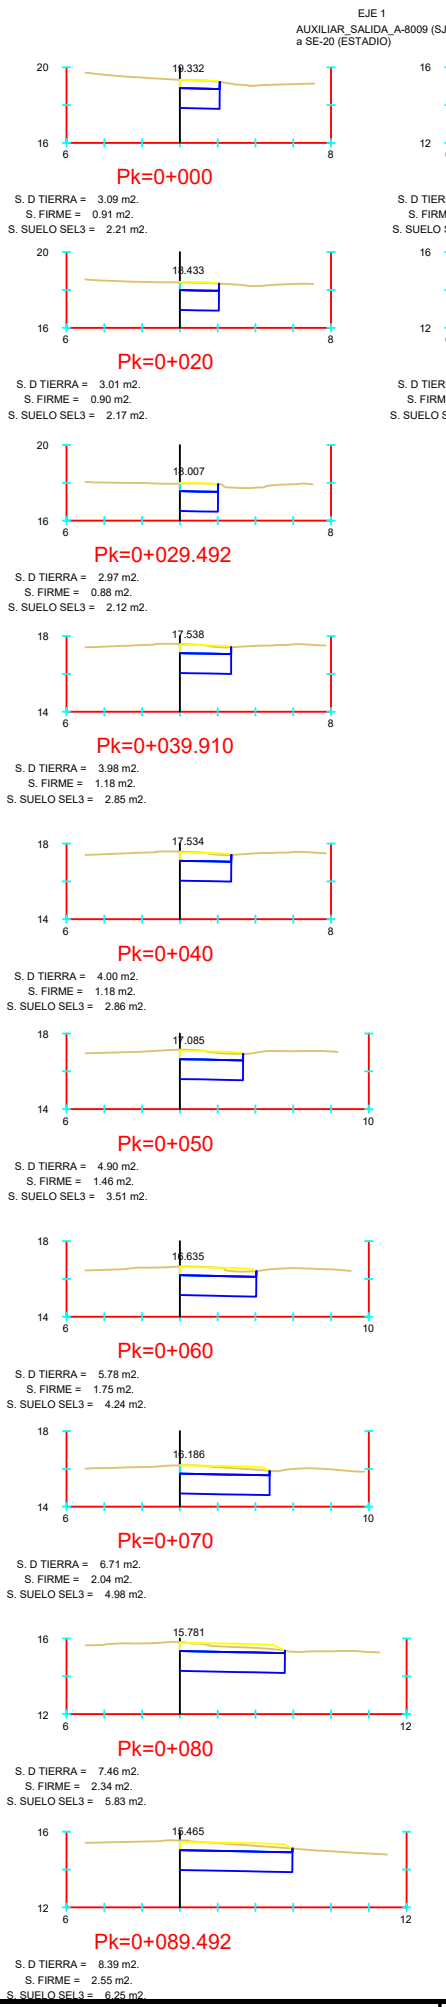 EJE 1
AUXILIAR_SALIDA_A-8009 (SJ
a SE-20 (ESTADIO)
20
19.332
16
6
8
Pk=0+000
S. D TIERRA = 3.09 m2.
S. FIRME = 0.91 m2.
S. SUELO SEL3 = 2.21 m2.
16
12
S. D TIER
S. FIRM
S. SUELO S
20
18.433
16
6
8
Pk=0+020
S. D TIERRA = 3.01 m2.
S. FIRME = 0.90 m2.
S. SUELO SEL3 = 2.17 m2.
16
12
S. D TIER
S. FIRM
S. SUELO S
20
18.007
16
6
Pk=0+029.492
S. D TIERRA = 2.97 m2.
S. FIRME = 0.88 m2.
S. SUELO SEL3 = 2.12 m2.
18
17.538
14
6
8
Pk=0+039.910
S. D TIERRA = 3.98 m2.
S. FIRME = 1.18 m2.
S. SUELO SEL3 = 2.85 m2.
18
17.534
14
6
8
Pk=0+040
S. D TIERRA = 4.00 m2.
S. FIRME = 1.18 m2.
S. SUELO SEL3 = 2.86 m2.
18
17.085
14
6
10
Pk=0+050
S. D TIERRA = 4.90 m2.
S. FIRME = 1.46 m2.
S. SUELO SEL3 = 3.51 m2.
18
16.635
14
6
10
Pk=0+060
S. D TIERRA = 5.78 m2.
S. FIRME = 1.75 m2.
S. SUELO SEL3 = 4.24 m2.
18
16.186
14
6
10
Pk=0+070
S. D TIERRA = 6.71 m2.
S. FIRME = 2.04 m2.
S. SUELO SEL3 = 4.98 m2.
16
15.781
12
6
12
Pk=0+080
S. D TIERRA = 7.46 m2.
S. FIRME = 2.34 m2.
S. SUELO SEL3 = 5.83 m2.
16
15.465
12
6
12
Pk=0+089.492
S. D TIERRA = 8.39 m2.
S. FIRME = 2.55 m2.
S. SUELO SEL3 = 6.25 m2.